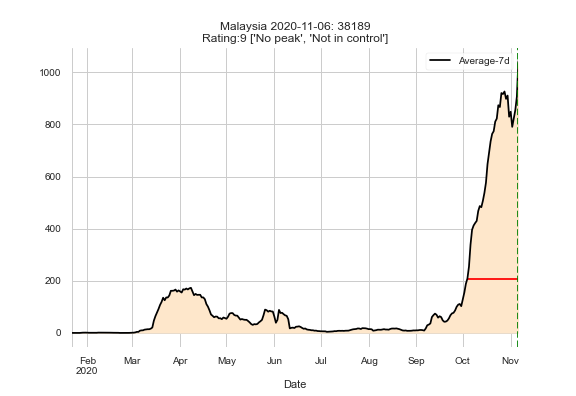 Malaysia 2020-11-06: 38189
Rating:9 ['No peak', 'Not in control']
Average-7d
1000
800
600
400
200
0
Feb Mar Apr May Jun Jul Aug Sep Oct Nov
2020
Date